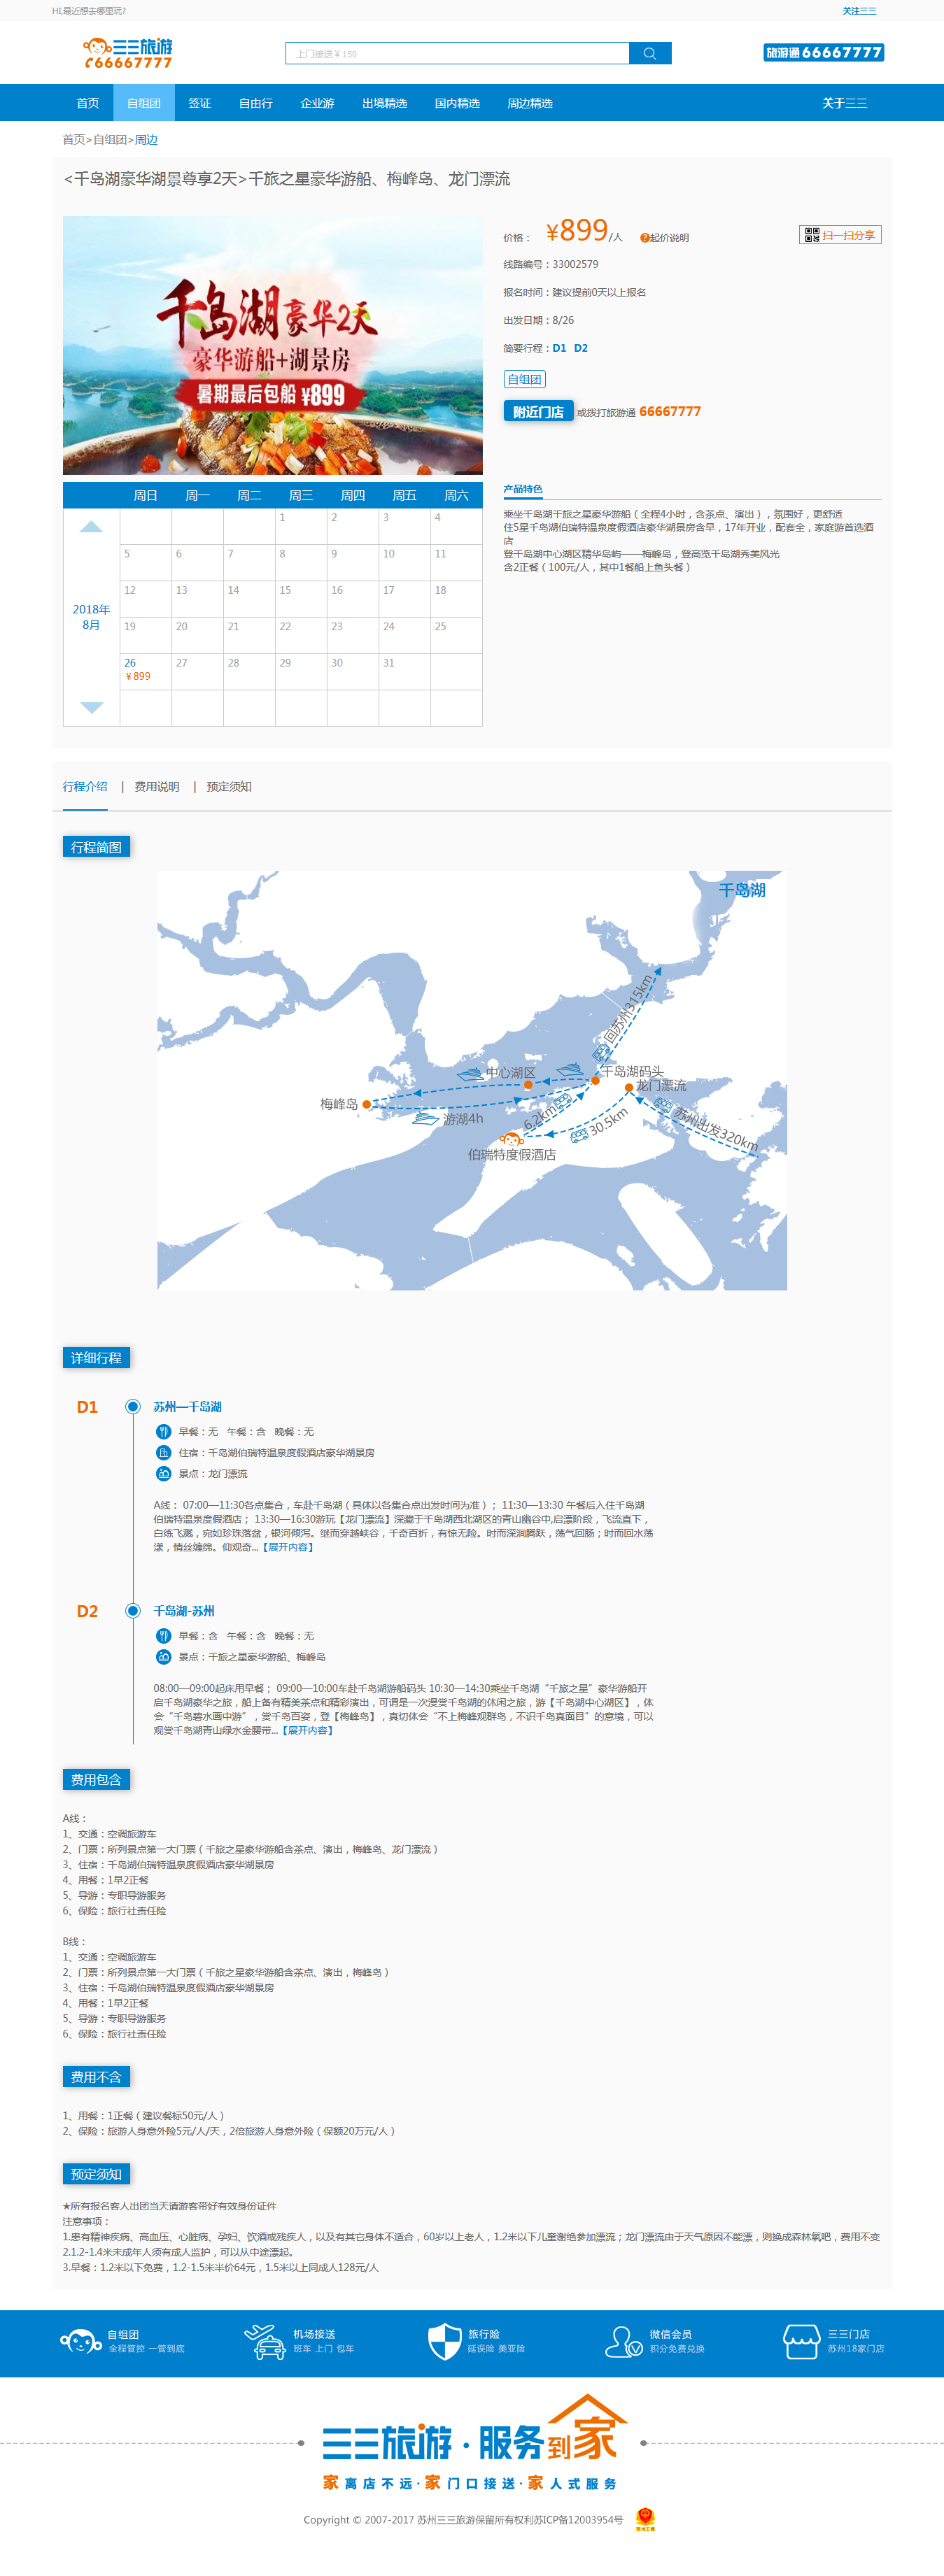 HI,最近想去哪里玩?
关注三三
三三旅游
66667777
上门接送￥150
旅游通 66667777
首页 自组团 签证 自由行 企业游 出境精选 国内精选 周边精选 关于三三
首页>自组团>周边
<千岛湖豪华湖景尊享2天>千旅之星豪华游船、梅峰岛、龙门漂流
千岛湖豪华2天
豪华游船+湖景房
暑期最后包船 ¥899
价格： ¥899/人 ?起价说明
扫一扫分享
线路编号：33002579
报名时间：建议提前0天以上报名
出发日期：8/26
简要行程：D1 D2
自组团
附近门店 或拨打旅游通 66667777
周日 周一 周二 周三 周四 周五 周六
1 2 3 4
5 6 7 8 9 10 11
12 13 14 15 16 17 18
2018年
8月
19 20 21 22 23 24 25
26 27 28 29 30 31
￥899
产品特色
乘坐千岛湖千旅之星豪华游船（全程4小时，含茶点、演出），氛围好，更舒适
住5星千岛湖伯瑞特温泉度假酒店豪华湖景房含早，17年开业，配套全，家庭游首选酒
店
登千岛湖中心湖区精华岛屿——梅峰岛，登高览千岛湖秀美风光
含2正餐（100元/人，其中1餐船上鱼头餐）
行程介绍 | 费用说明 | 预定须知
行程简图
千岛湖
回苏州315km
中心湖区
千岛湖码头
龙门漂流
梅峰岛
游湖4h
6.2km
30.5km
苏州出发320km
伯瑞特度假酒店
详细行程
D1 苏州—千岛湖
早餐：无 午餐：含 晚餐：无
住宿：千岛湖伯瑞特温泉度假酒店豪华湖景房
景点：龙门漂流
A线： 07:00—11:30各点集合，车赴千岛湖（具体以各集合点出发时间为准）； 11:30—13:30 午餐后入住千岛湖
伯瑞特温泉度假酒店； 13:30—16:30游玩【龙门漂流】深藏于千岛湖西北湖区的青山幽谷中,启漂阶段，飞流直下，
白练飞溅，宛如珍珠落盆，银河倾泻。继而穿越峡谷，千奇百折，有惊无险。时而深涧腾跃，荡气回肠；时而回水荡
漾，情丝缠绵。仰观奇...【展开内容】
D2 千岛湖-苏州
早餐：含 午餐：含 晚餐：无
景点：千旅之星豪华游船、梅峰岛
08:00—09:00起床用早餐； 09:00—10:00车赴千岛湖游船码头 10:30—14:30乘坐千岛湖“千旅之星”豪华游船开
启千岛湖豪华之旅，船上备有精美茶点和精彩演出，可谓是一次漫赏千岛湖的休闲之旅，游【千岛湖中心湖区】，体
会“千岛碧水画中游”，赏千岛百姿，登【梅峰岛】，真切体会“不上梅峰观群岛，不识千岛真面目”的意境，可以
观赏千岛湖青山绿水金腰带...【展开内容】
费用包含
A线：
1、交通：空调旅游车
2、门票：所列景点第一大门票（千旅之星豪华游船含茶点、演出，梅峰岛、龙门漂流）
3、住宿：千岛湖伯瑞特温泉度假酒店豪华湖景房
4、用餐：1早2正餐
5、导游：专职导游服务
6、保险：旅行社责任险
B线：
1、交通：空调旅游车
2、门票：所列景点第一大门票（千旅之星豪华游船含茶点、演出，梅峰岛）
3、住宿：千岛湖伯瑞特温泉度假酒店豪华湖景房
4、用餐：1早2正餐
5、导游：专职导游服务
6、保险：旅行社责任险
费用不含
1、用餐：1正餐（建议餐标50元/人）
2、保险：旅游人身意外险5元/人/天，2倍旅游人身意外险（保额20万元/人）
预定须知
★所有报名客人出团当天请游客带好有效身份证件
注意事项：
1.患有精神疾病、高血压、心脏病、孕妇、饮酒或残疾人，以及有其它身体不适合，60岁以上老人，1.2米以下儿童谢绝参加漂流；龙门漂流由于天气原因不能漂，则换成森林氧吧，费用不变
2.1.2-1.4米未成年人须有成人监护，可以从中途漂起。
3.早餐：1.2米以下免费，1.2-1.5米半价64元，1.5米以上同成人128元/人
自组团 机场接送 旅行险 微信会员 三三门店
全程管控 一管到底 班车 上门 包车 延误险 美亚险 积分免费兑换 苏州18家门店
三三旅游·服务到家
家离店不远·家门口接送·家人式服务
Copyright © 2007-2017 苏州三三旅游保留所有权利苏ICP备12003954号